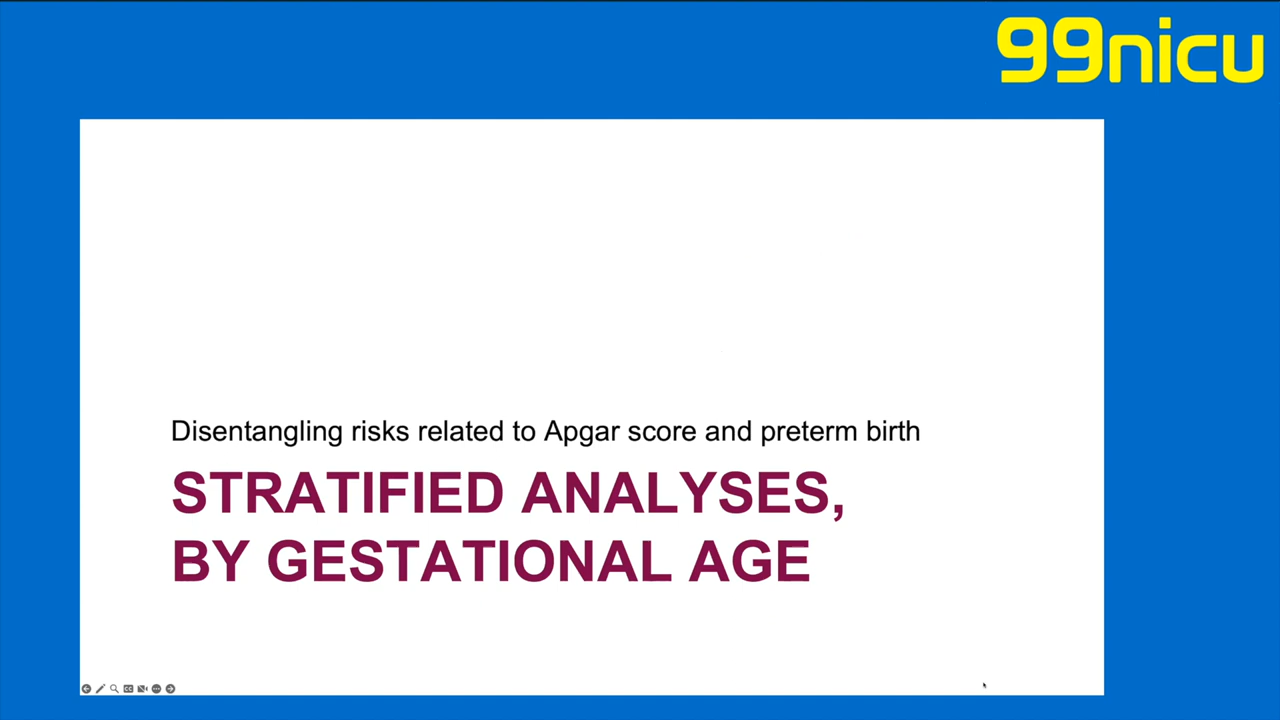 99nicu
Disentangling risks related to Apgar score and preterm birth
STRATIFIED ANALYSES,
BY GESTATIONAL AGE